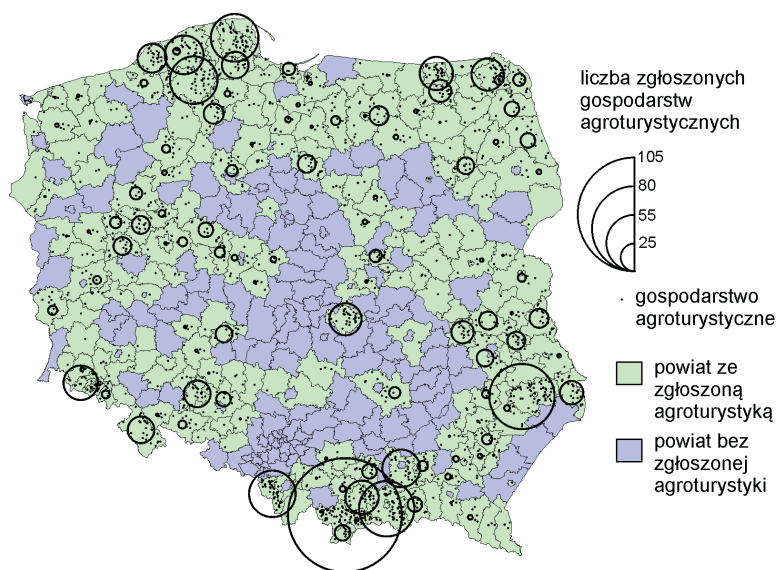 liczba zgłoszonych
gospodarstw
agroturystycznych
105
80
55
25
gospodarstwo
agroturystyczne
powiat ze
zgłoszoną
agroturystyką
powiat bez
zgłoszonej
agroturystyki